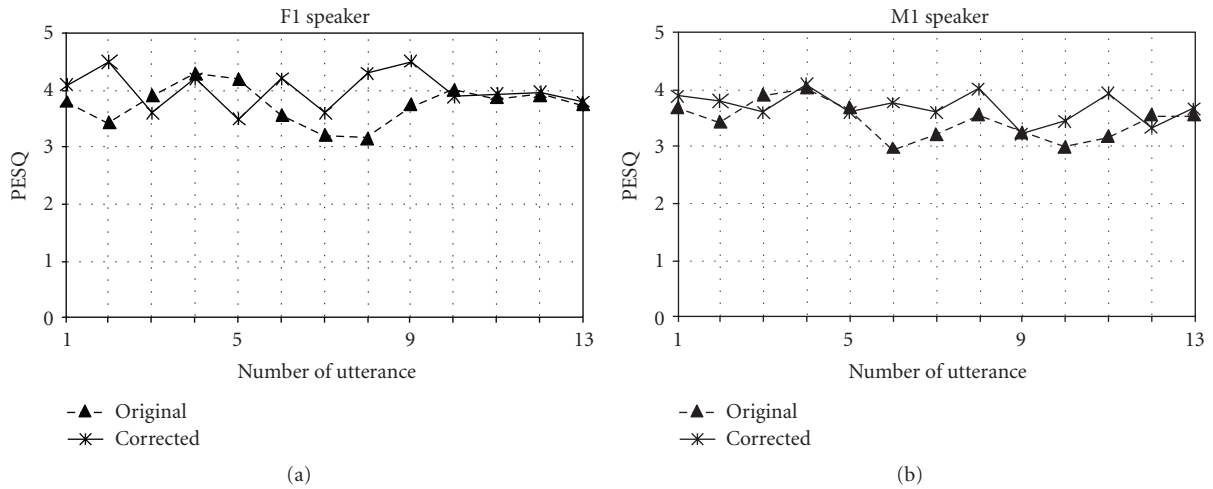 F1 speaker
5
4
3
2
1
0
PESQ
1
5
9
13
Number of utterance
Original
Corrected
(a)
M1 speaker
5
4
3
2
1
0
PESQ
1
5
9
13
Number of utterance
Original
Corrected
(b)